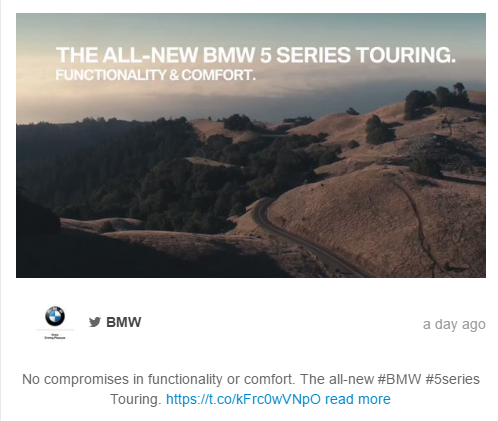 THE ALL-NEW BMW 5 SERIES TOURING.
FUNCTIONALITY & COMFORT.
BMW
a day ago
No compromises in functionality or comfort. The all-new #BMW #5series
Touring. https://t.co/kFrc0wVNpO read more